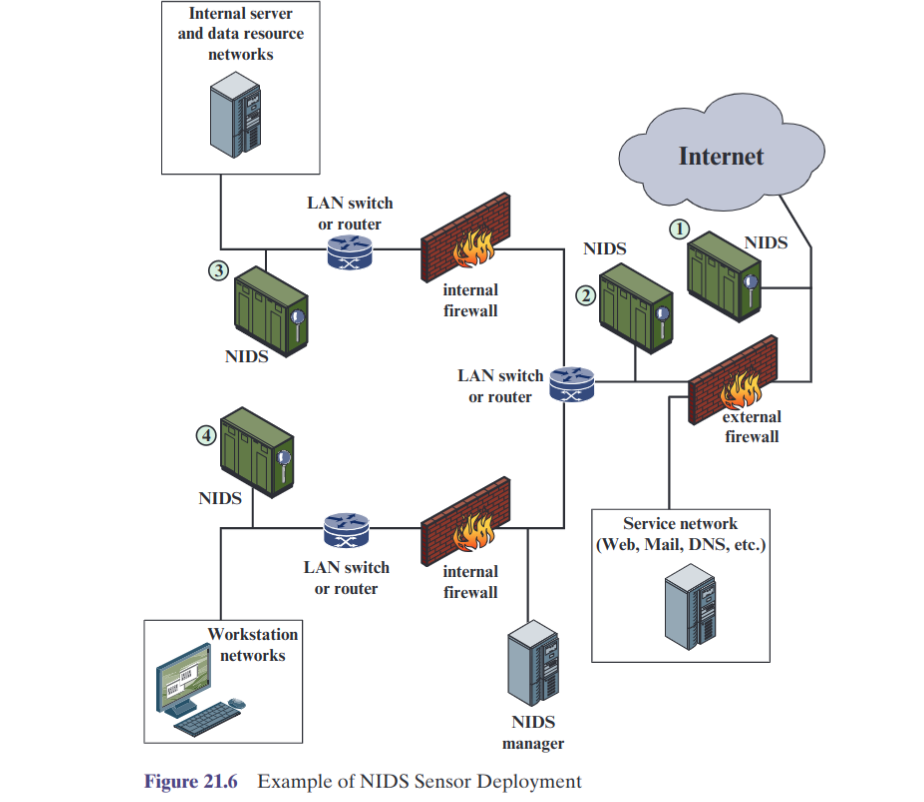 Internal server
and data resource
networks
Internet
LAN switch
or router
internal
firewall
NIDS
1
NIDS
2
3
NIDS
LAN switch
or router
external
firewall
4
NIDS
LAN switch
or router
internal
firewall
Service network
(Web, Mail, DNS, etc.)
Workstation
networks
NIDS
manager
Figure 21.6 Example of NIDS Sensor Deployment